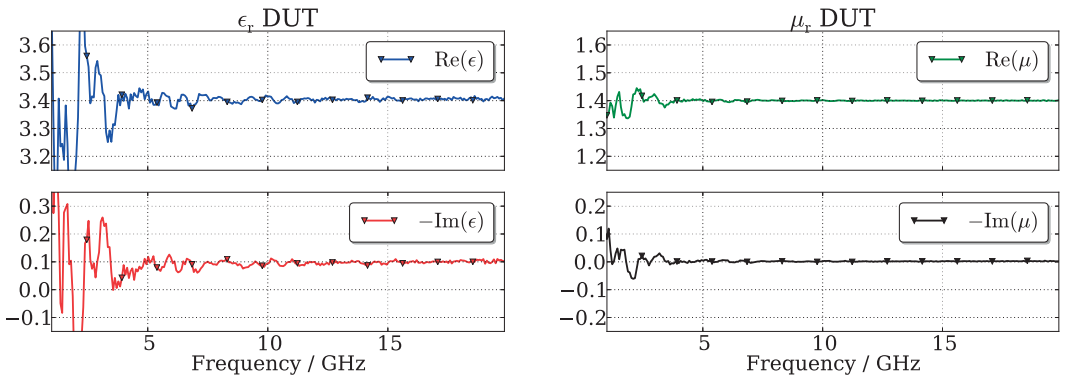 ϵr DUT
3.6
3.5
3.4
3.3
3.2
Re(ϵ)
0.3
0.2
0.1
0.0
−0.1
−Im(ϵ)
5 10 15
Frequency / GHz
μr DUT
1.6
1.5
1.4
1.3
1.2
Re(μ)
0.2
0.1
0.0
−0.1
−0.2
−Im(μ)
5 10 15
Frequency / GHz